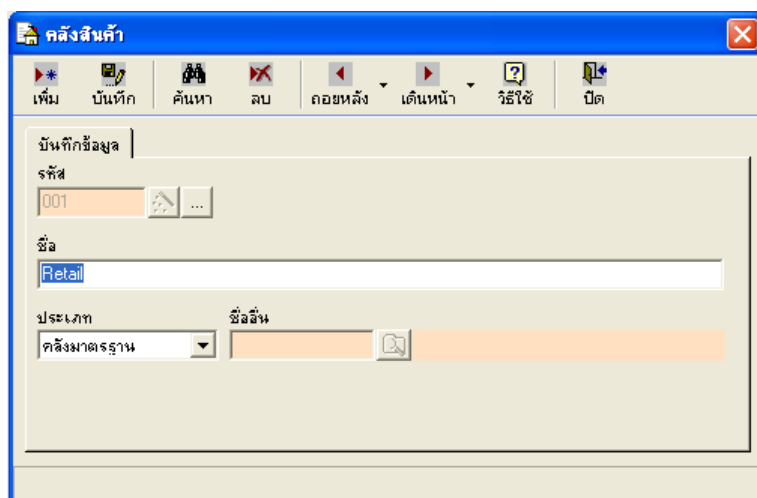 คลังสินค้า
เพิ่ม บันทึก ค้นหา ลบ ถอยหลัง เดินหน้า วิธีใช้ ปิด
บันทึกข้อมูล
รหัส
001 ...
ชื่อ
Retail
ประเภท ชื่ออื่น
คลังมาตรฐาน